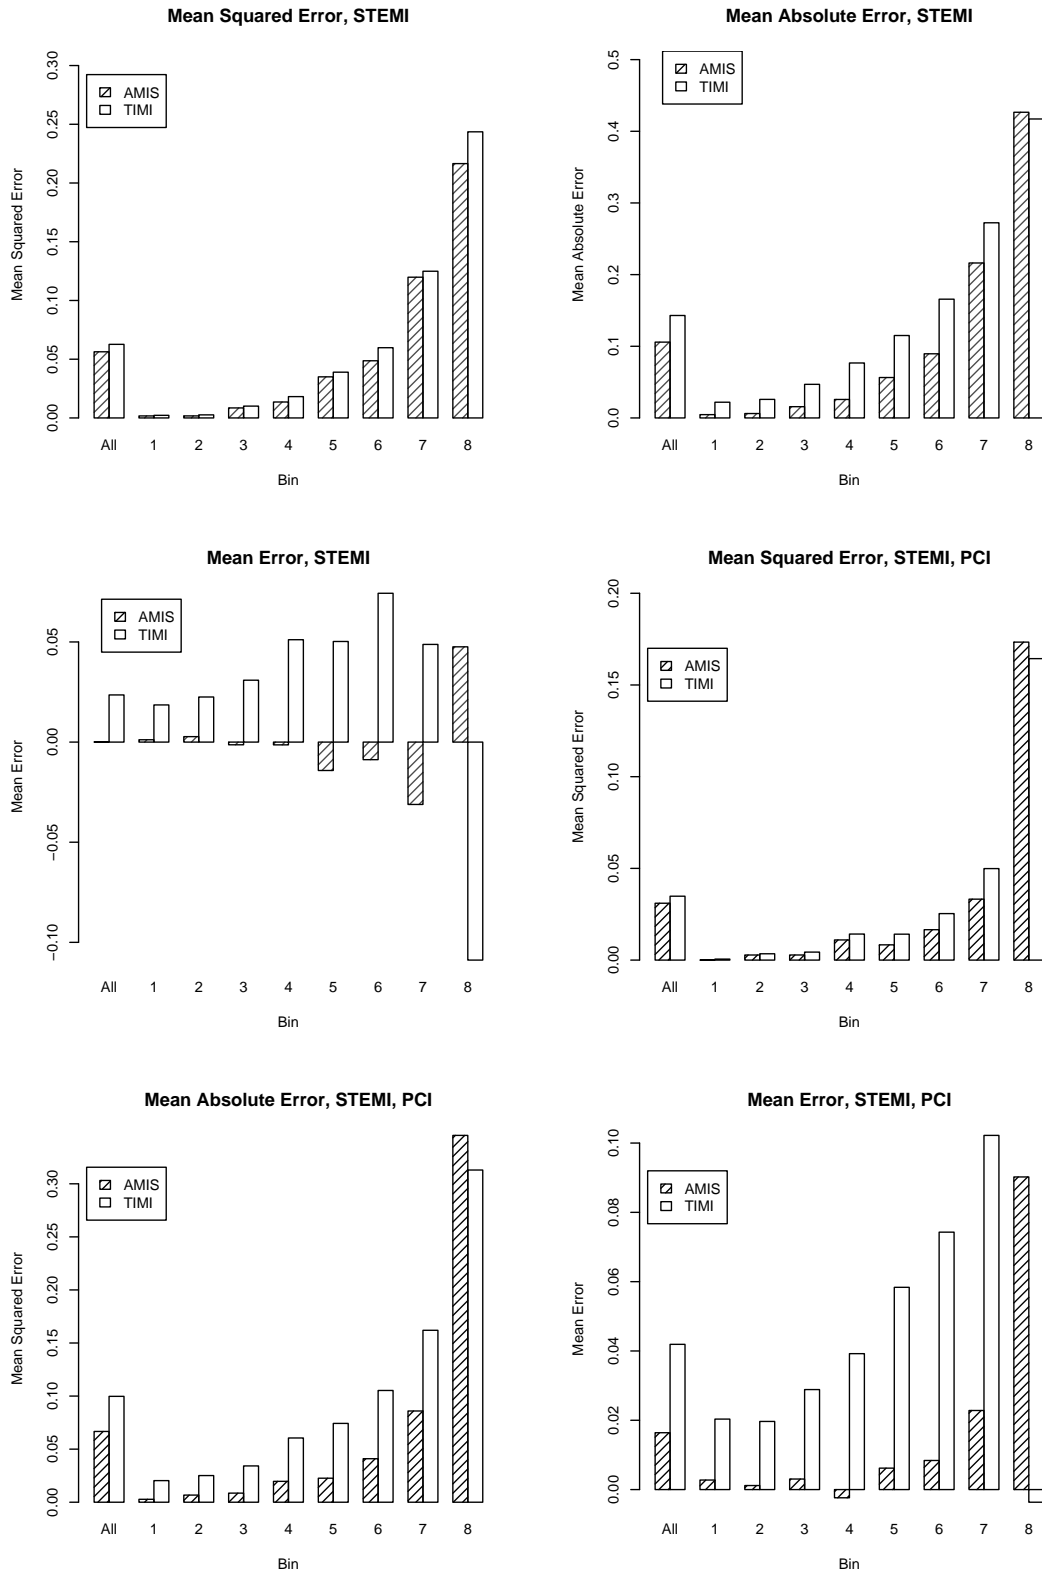 Mean Squared Error, STEMI
Mean Squared Error
0.00 0.05 0.10 0.15 0.20 0.25 0.30
AMIS
TIMI
All 1 2 3 4 5 6 7 8
Bin
Mean Absolute Error, STEMI
Mean Absolute Error
0.0 0.1 0.2 0.3 0.4 0.5
AMIS
TIMI
All 1 2 3 4 5 6 7 8
Bin
Mean Error, STEMI
Mean Error
−0.10 −0.05 0.00 0.05
AMIS
TIMI
All 1 2 3 4 5 6 7 8
Bin
Mean Squared Error, STEMI, PCI
Mean Squared Error
0.00 0.05 0.10 0.15 0.20
AMIS
TIMI
All 1 2 3 4 5 6 7 8
Bin
Mean Absolute Error, STEMI, PCI
Mean Squared Error
0.00 0.05 0.10 0.15 0.20 0.30
AMIS
TIMI
All 1 2 3 4 5 6 7 8
Bin
Mean Error, STEMI, PCI
Mean Error
0.00 0.02 0.04 0.06 0.08 0.10
AMIS
TIMI
All 1 2 3 4 5 6 7 8
Bin